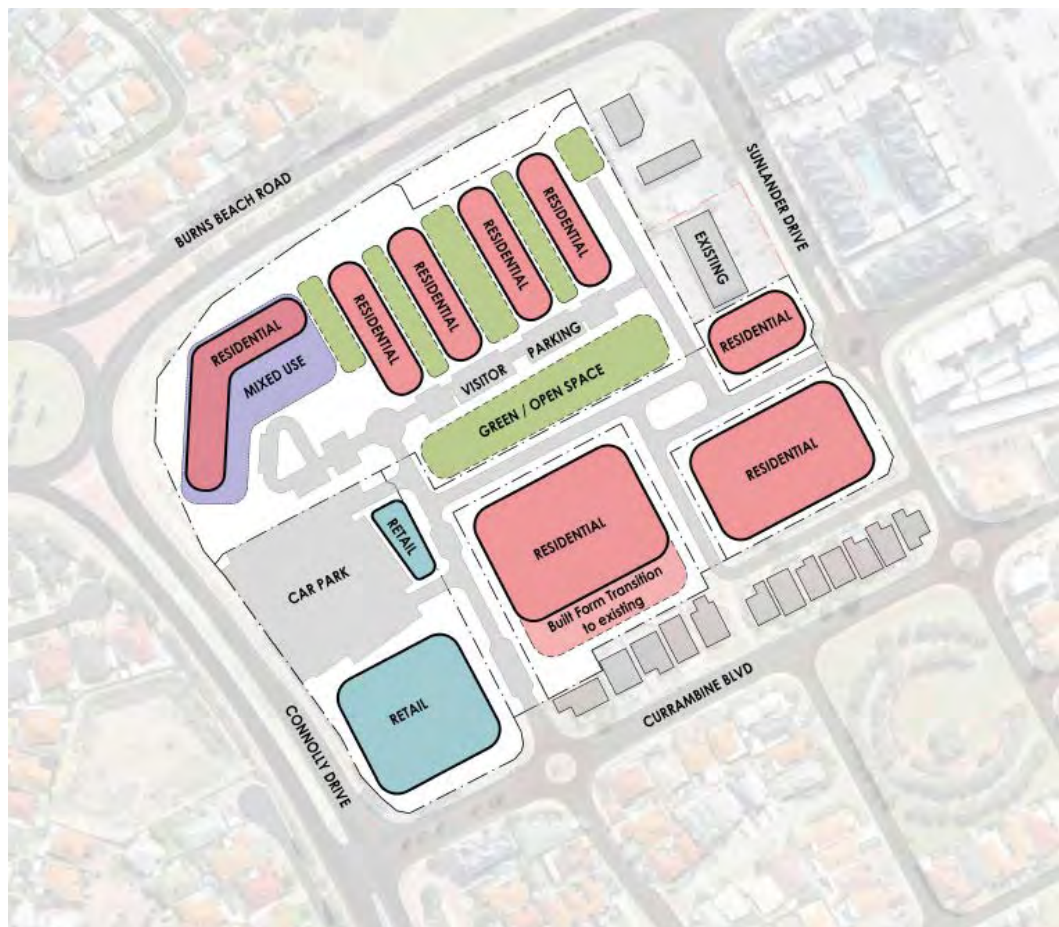 BURNS BEACH ROAD
SUNLANDER DRIVE
RESIDENTIAL
RESIDENTIAL
RESIDENTIAL
RESIDENTIAL
RESIDENTIAL
MIXED USE
EXISTING
RESIDENTIAL
VISITOR PARKING
GREEN / OPEN SPACE
RESIDENTIAL
RESIDENTIAL
Built Form Transition
to existing
RETAIL
CAR PARK
RETAIL
CONNOLLY DRIVE
CURRAMBINE BLVD